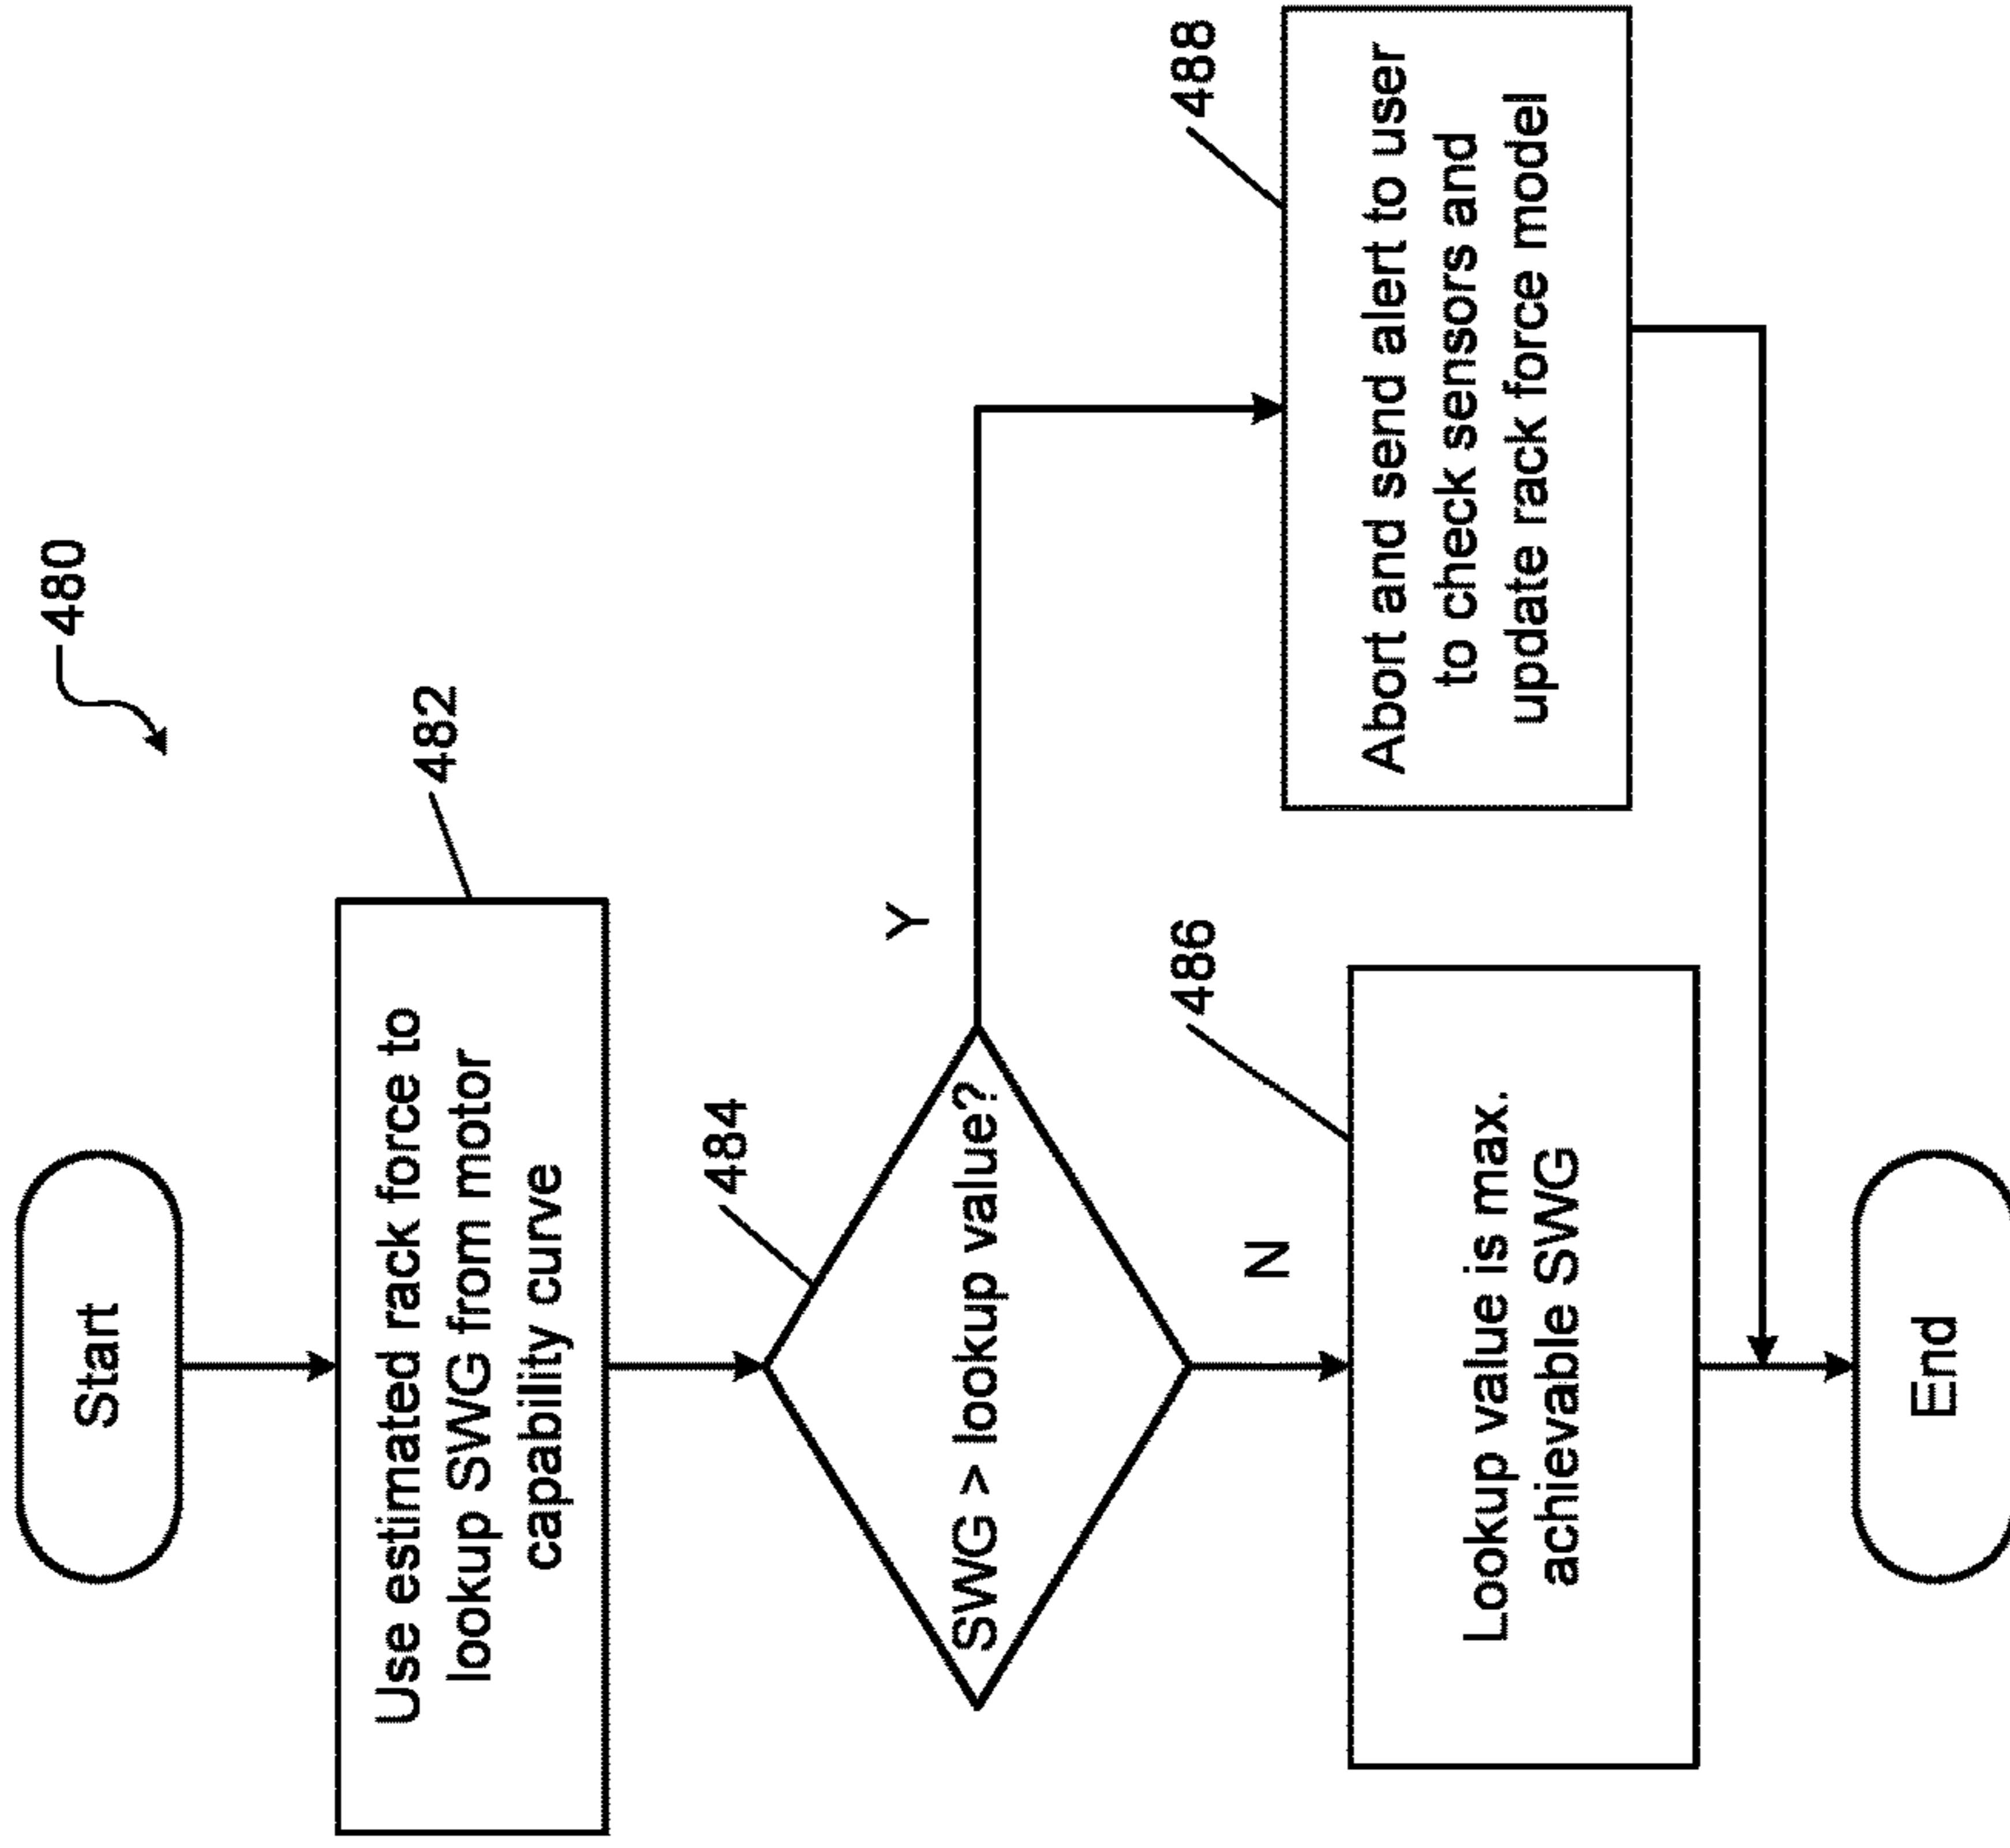 480
Start
482
Use estimated rack force to
lookup SWG from motor
capability curve
484
SWG > lookup value?
Y
N
486
Lookup value is max.
achievable SWG
488
Abort and send alert to user
to check sensors and
update rack force model
End